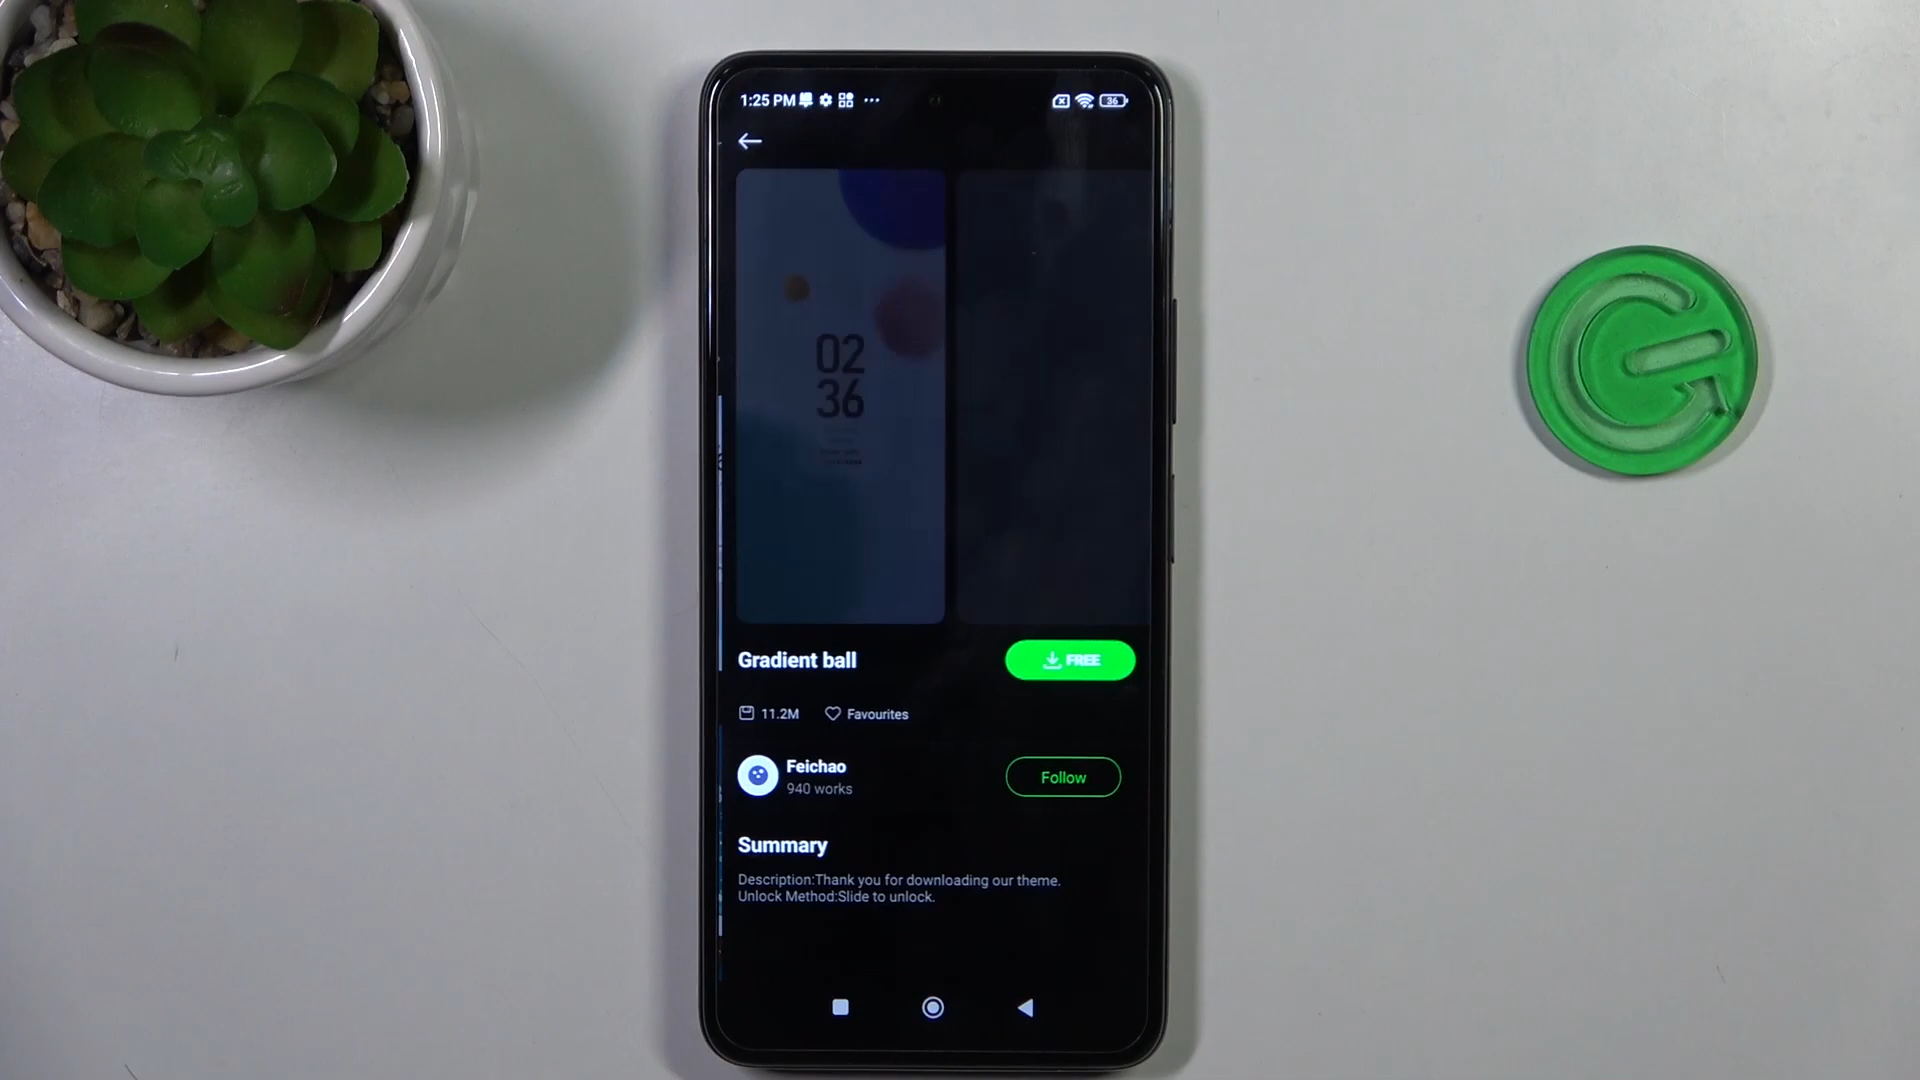 1:25 PM
36
02
36
Gradient ball
FREE
11.2M
Favourites
Feichao
940 works
Follow
Summary
Description:Thank you for downloading our theme.
Unlock Method:Slide to unlock.